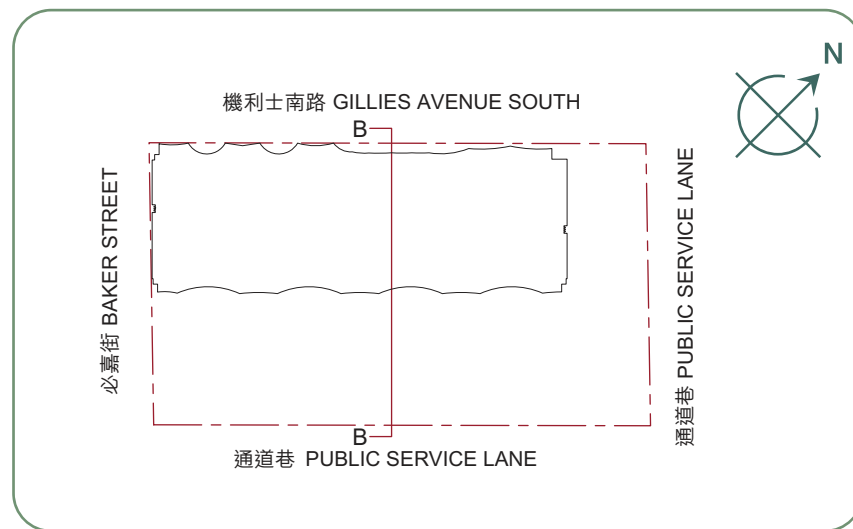 N
機利士南路 GILLIES AVENUE SOUTH
B
必嘉街 BAKER STREET
通道巷 PUBLIC SERVICE LANE
B
通道巷 PUBLIC SERVICE LANE